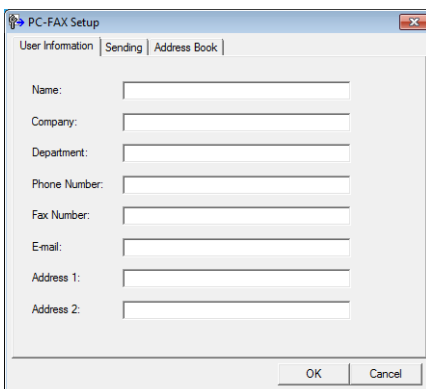 PC-FAX Setup
User Information Sending Address Book
Name:
Company:
Department:
Phone Number:
Fax Number:
E-mail:
Address 1:
Address 2:
OK Cancel